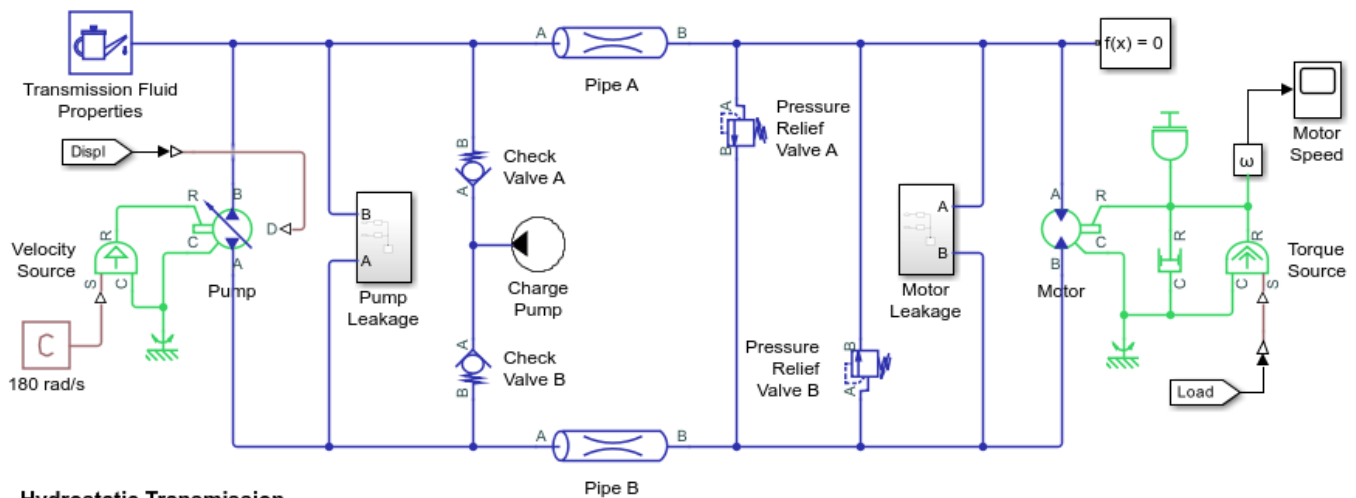 A
B
f(x) = 0
Transmission Fluid
Properties
Pipe A
Motor
Speed
Displ
B
Check
Valve A
A
A
B
Pressure
Relief
Valve A
ω
R
B
C
D
A
Pump
Velocity
Source
R
S
C
B
A
Pump
Leakage
Charge
Pump
A
B
Motor
Leakage
A
R
C
B
Motor
R
C
R
C
S
Torque
Source
C
180 rad/s
A
Check
Valve B
B
Pressure
Relief
Valve B
B
A
Load
A
B
Pipe B
Hydrostatic Transmission